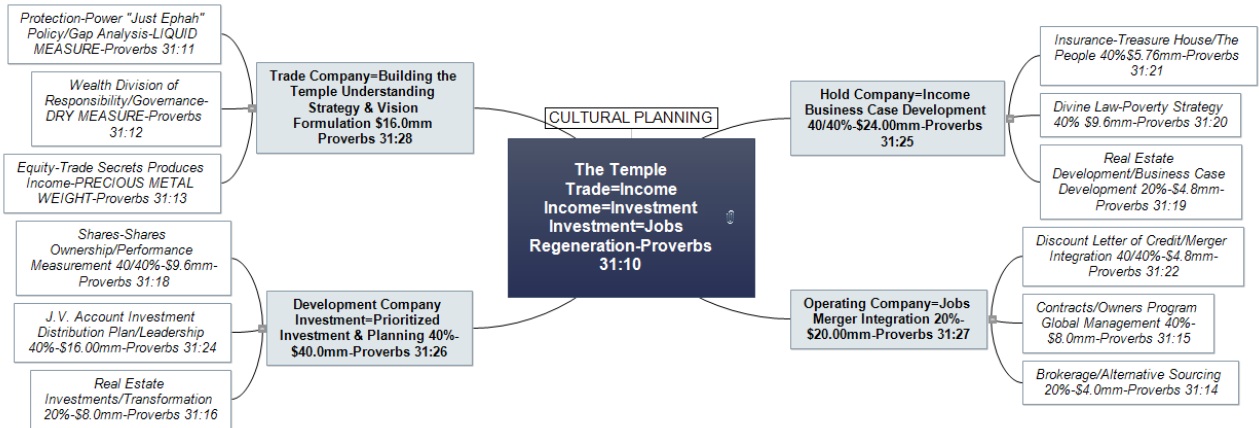 CULTURAL PLANNING
The Temple
Trade=Income
Income=Investment
Investment=Jobs
Regeneration-Proverbs
31:10
Trade Company=Building the
Temple Understanding
Strategy & Vision
Formulation $16.0mm
Proverbs 31:28
Protection-Power "Just Ephah"
Policy/Gap Analysis-LIQUID
MEASURE-Proverbs 31:11
Wealth Division of
Responsibility/Governance-
DRY MEASURE-Proverbs
31:12
Equity-Trade Secrets Produces
Income-PRECIOUS METAL
WEIGHT-Proverbs 31:13
Development Company
Investment=Prioritized
Investment & Planning 40%-
$40.0mm-Proverbs 31:26
Shares-Shares
Ownership/Performance
Measurement 40/40%-$9.6mm-
Proverbs 31:18
J.V. Account Investment
Distribution Plan/Leadership
40%-$16.00mm-Proverbs 31:24
Real Estate
Investments/Transformation
20%-$8.0mm-Proverbs 31:16
Hold Company=Income
Business Case Development
40/40%-$24.00mm-Proverbs
31:25
Insurance-Treasure House/The
People 40%$5.76mm-Proverbs
31:21
Divine Law-Poverty Strategy
40% $9.6mm-Proverbs 31:20
Real Estate
Development/Business Case
Development 20%-$4.8mm-
Proverbs 31:19
Operating Company=Jobs
Merger Integration 20%-
$20.00mm-Proverbs 31:27
Discount Letter of Credit/Merger
Integration 40/40%-$4.8mm-
Proverbs 31:22
Contracts/Owners Program
Global Management 40%-
$8.0mm-Proverbs 31:15
Brokerage/Alternative Sourcing
20%-$4.0mm-Proverbs 31:14